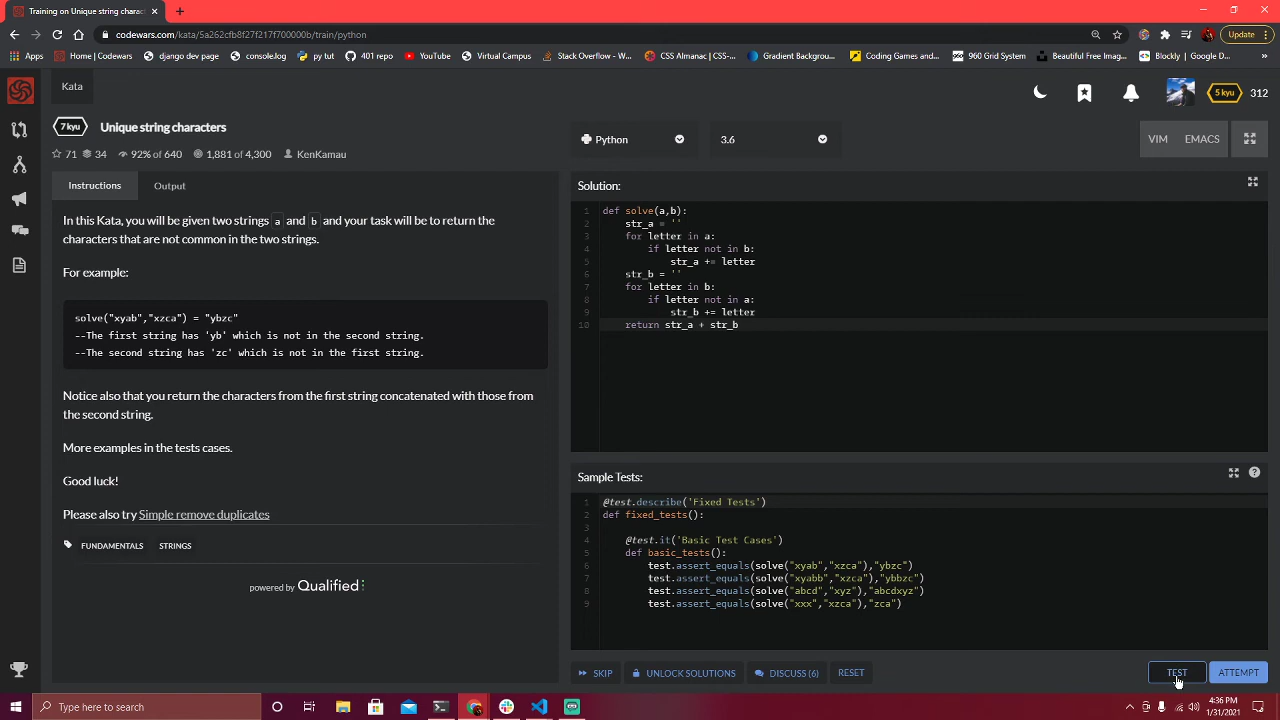 Training on Unique string charac
codewars.com/kata/5a262cfb8f27f217f700000b/train/python
Update
Apps
Home | Codewars
django dev page
console.log
py tut
401 repo
YouTube
Virtual Campus
Stack Overflow - W...
CSS Almanac | CSS-...
Gradient Backgroun...
Coding Games and...
960 Grid System
Beautiful Free Imag...
Blockly | Google D...
Kata
5 kyu
312
7 kyu
Unique string characters
71 34 92% of 640 1,881 of 4,300 KenKamau
Python
3.6
VIM
EMACS
Instructions
Output
In this Kata, you will be given two strings a and b and your task will be to return the
characters that are not common in the two strings.
For example:
solve("xyab","xzca") = "ybzc"
--The first string has 'yb' which is not in the second string.
--The second string has 'zc' which is not in the first string.
Notice also that you return the characters from the first string concatenated with those from
the second string.
More examples in the tests cases.
Good luck!
Please also try Simple remove duplicates
FUNDAMENTALS STRINGS
powered by Qualified
Solution:
1 def solve(a,b):
2 str_a = ''
3 for letter in a:
4 if letter not in b:
5 str_a += letter
6 str_b = ''
7 for letter in b:
8 if letter not in a:
9 str_b += letter
10 return str_a + str_b
Sample Tests:
1 @test.describe('Fixed Tests')
2 def fixed_tests():
3
4 @test.it('Basic Test Cases')
5 def basic_tests():
6 test.assert_equals(solve("xyab","xzca"),"ybzc")
7 test.assert_equals(solve("xyabb","xzca"),"ybbzc")
8 test.assert_equals(solve("abcd","xyz"),"abcdxyz")
9 test.assert_equals(solve("xxx","xzca"),"zca")
SKIP
UNLOCK SOLUTIONS
DISCUSS (6)
RESET
TEST
ATTEMPT
Type here to search
4:36 PM
1/31/2021